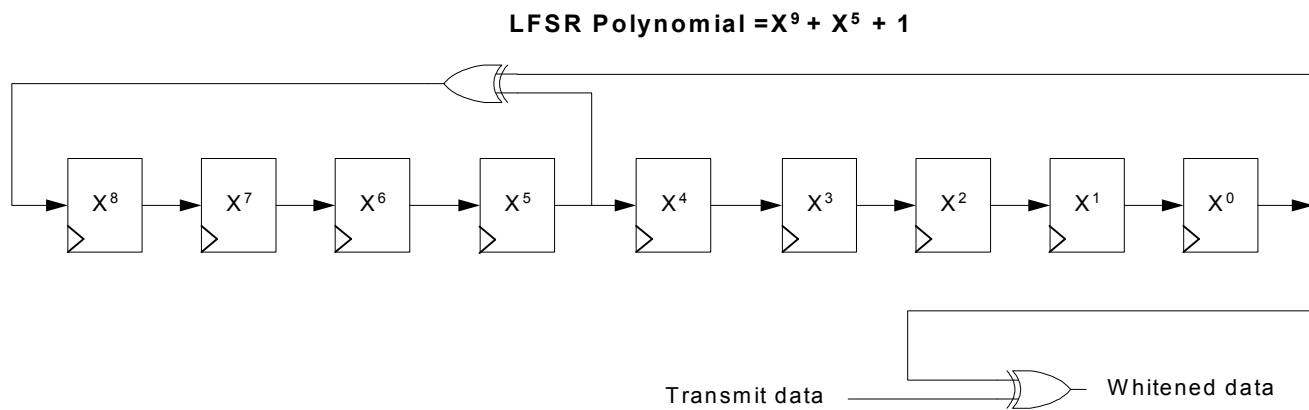 LFSR Polynomial =X⁹ + X⁵ + 1
X⁸ X⁷ X⁶ X⁵ X⁴ X³ X² X¹ X⁰
Transmit data Whitened data